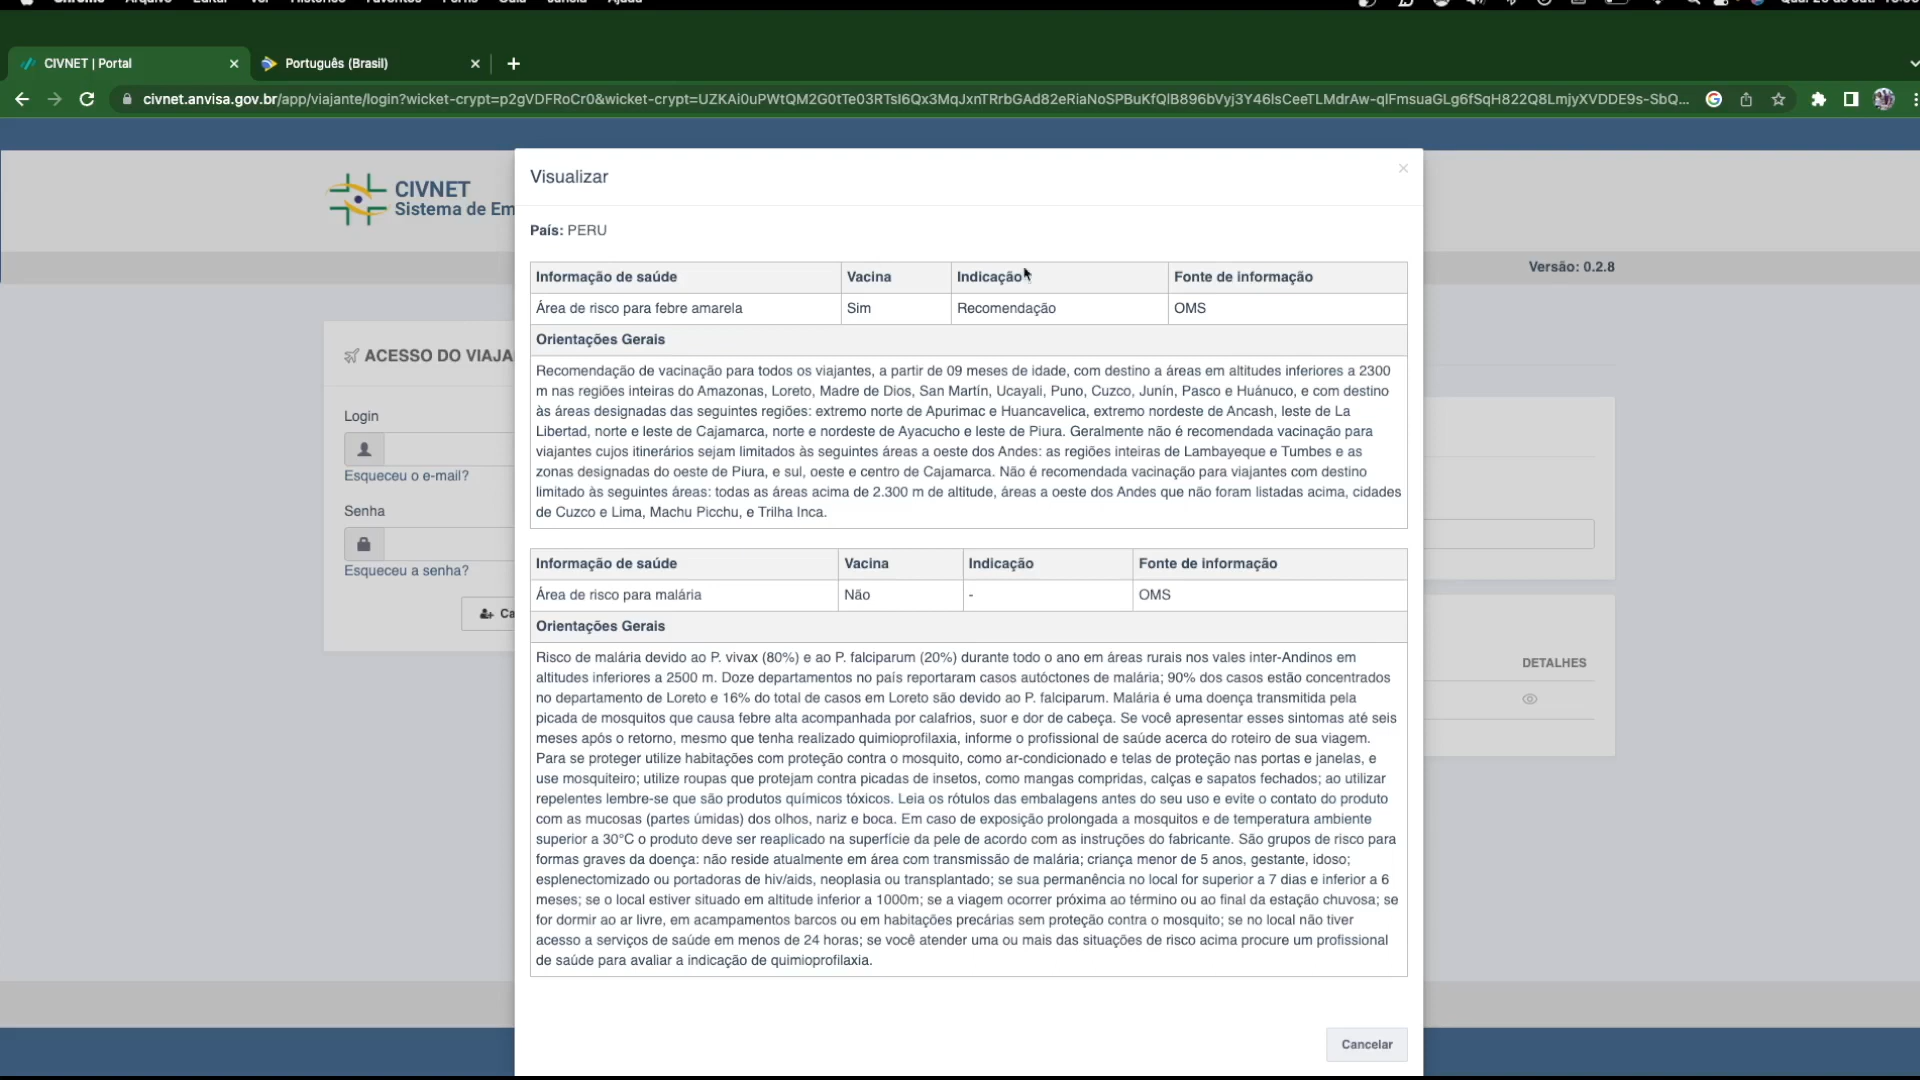 CIVNET | Portal
Português (Brasil)
civnet.anvisa.gov.br/app/viajante/login?wicket-crypt=p2gVDFRoCr0&wicket-crypt=UZKAi0uPWtQM2G0tTe03RTsI6Qx3MqJxnTRrbGAd82eRiaNoSPBuKfQlB896bVyj3Y46IsCeeTLMdrAw-qlFmsuaGLg6fSqH822Q8LmjyXVDDE9s-SbQ...
CIVNET
Sistema de Em
Versão: 0.2.8
ACESSO DO VIAJA
Login
Esqueceu o e-mail?
Senha
Esqueceu a senha?
Ca
DETALHES
Visualizar
País: PERU
Informação de saúde Vacina Indicação Fonte de informação
Área de risco para febre amarela Sim Recomendação OMS
Orientações Gerais
Recomendação de vacinação para todos os viajantes, a partir de 09 meses de idade, com destino a áreas em altitudes inferiores a 2300
m nas regiões inteiras do Amazonas, Loreto, Madre de Dios, San Martín, Ucayali, Puno, Cuzco, Junín, Pasco e Huánuco, e com destino
às áreas designadas das seguintes regiões: extremo norte de Apurimac e Huancavelica, extremo nordeste de Ancash, leste de La
Libertad, norte e leste de Cajamarca, norte e nordeste de Ayacucho e leste de Piura. Geralmente não é recomendada vacinação para
viajantes cujos itinerários sejam limitados às seguintes áreas a oeste dos Andes: as regiões inteiras de Lambayeque e Tumbes e as
zonas designadas do oeste de Piura, e sul, oeste e centro de Cajamarca. Não é recomendada vacinação para viajantes com destino
limitado às seguintes áreas: todas as áreas acima de 2.300 m de altitude, áreas a oeste dos Andes que não foram listadas acima, cidades
de Cuzco e Lima, Machu Picchu, e Trilha Inca.
Informação de saúde Vacina Indicação Fonte de informação
Área de risco para malária Não - OMS
Orientações Gerais
Risco de malária devido ao P. vivax (80%) e ao P. falciparum (20%) durante todo o ano em áreas rurais nos vales inter-Andinos em
altitudes inferiores a 2500 m. Doze departamentos no país reportaram casos autóctones de malária; 90% dos casos estão concentrados
no departamento de Loreto e 16% do total de casos em Loreto são devido ao P. falciparum. Malária é uma doença transmitida pela
picada de mosquitos que causa febre alta acompanhada por calafrios, suor e dor de cabeça. Se você apresentar esses sintomas até seis
meses após o retorno, mesmo que tenha realizado quimioprofilaxia, informe o profissional de saúde acerca do roteiro de sua viagem.
Para se proteger utilize habitações com proteção contra o mosquito, como ar-condicionado e telas de proteção nas portas e janelas, e
use mosquiteiro; utilize roupas que protejam contra picadas de insetos, como mangas compridas, calças e sapatos fechados; ao utilizar
repelentes lembre-se que são produtos químicos tóxicos. Leia os rótulos das embalagens antes do seu uso e evite o contato do produto
com as mucosas (partes úmidas) dos olhos, nariz e boca. Em caso de exposição prolongada a mosquitos e de temperatura ambiente
superior a 30°C o produto deve ser reaplicado na superfície da pele de acordo com as instruções do fabricante. São grupos de risco para
formas graves da doença: não reside atualmente em área com transmissão de malária; criança menor de 5 anos, gestante, idoso;
esplenectomizado ou portadoras de hiv/aids, neoplasia ou transplantado; se sua permanência no local for superior a 7 dias e inferior a 6
meses; se o local estiver situado em altitude inferior a 1000m; se a viagem ocorrer próxima ao término ou ao final da estação chuvosa; se
for dormir ao ar livre, em acampamentos barcos ou em habitações precárias sem proteção contra o mosquito; se no local não tiver
acesso a serviços de saúde em menos de 24 horas; se você atender uma ou mais das situações de risco acima procure um profissional
de saúde para avaliar a indicação de quimioprofilaxia.
Cancelar